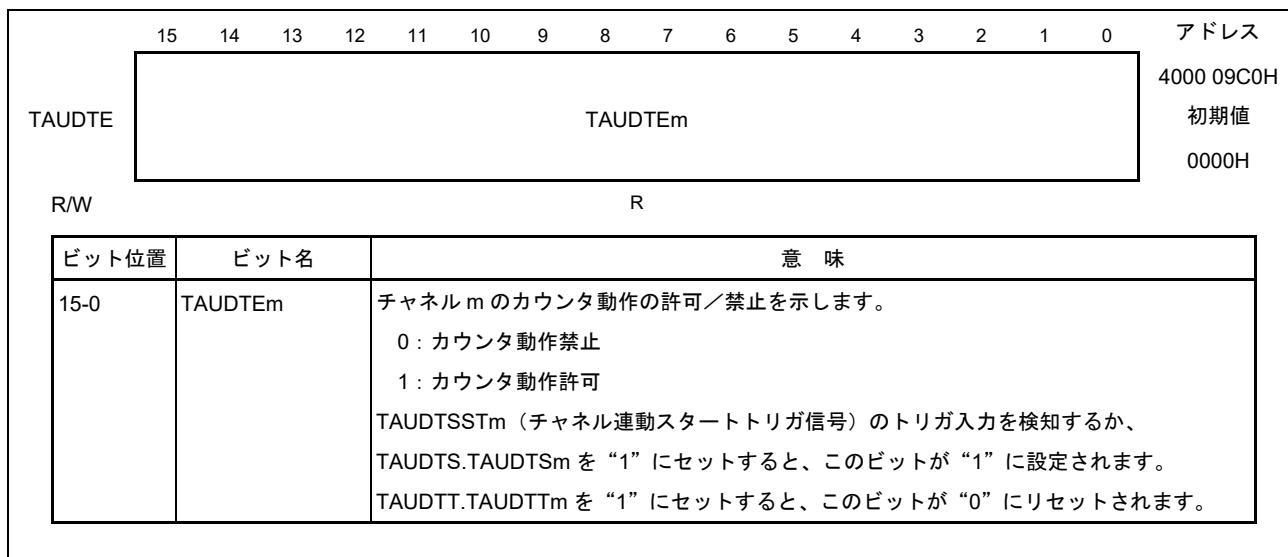 15 14 13 12 11 10 9 8 7 6 5 4 3 2 1 0 アドレス
4000 09C0H
TAUDTE TAUDTEm 初期値
0000H
R/W R
ビット位置 ビット名 意 味
15-0 TAUDTEm チャネル m のカウンタ動作の許可／禁止を示します。
0：カウンタ動作禁止
1：カウンタ動作許可
TAUDTSSTm（チャネル連動スタートトリガ信号）のトリガ入力を検知するか、
TAUDTS.TAUDTSm を“1”にセットすると、このビットが“1”に設定されます。
TAUDTT.TAUDTTm を“1”にセットすると、このビットが“0”にリセットされます。